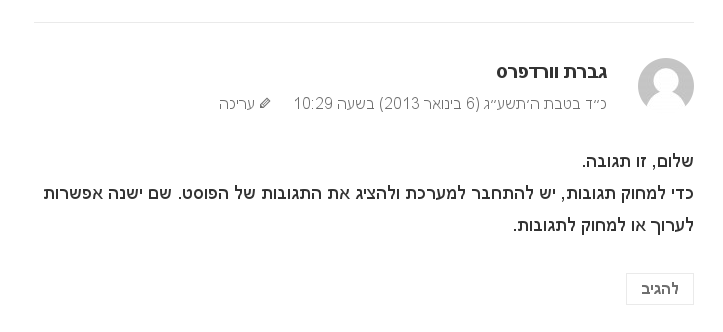 גברת וורדפרס
כ״ד בטבת ה׳תשע״ג (6 בינואר 2013) בשעה 10:29 עריכה
שלום, זו תגובה.
כדי למחוק תגובות, יש להתחבר למערכת ולהציג את התגובות של הפוסט. שם ישנה אפשרות
לערוך או למחוק לתגובות.
להגיב